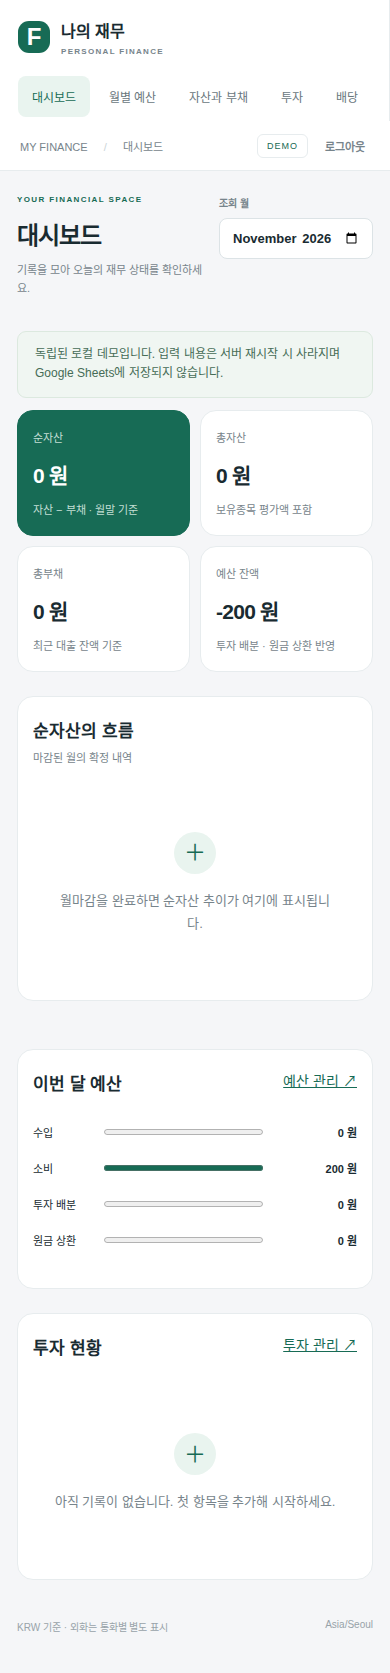 F 나의 재무
PERSONAL FINANCE
대시보드 월별 예산 자산과 부채 투자 배당
MY FINANCE / 대시보드 DEMO 로그아웃
YOUR FINANCIAL SPACE
대시보드
기록을 모아 오늘의 재무 상태를 확인하세
요.
조회 월
November 2026
독립된 로컬 데모입니다. 입력 내용은 서버 재시작 시 사라지며
Google Sheets에 저장되지 않습니다.
순자산
0 원
자산 − 부채 · 월말 기준
총자산
0 원
보유종목 평가액 포함
총부채
0 원
최근 대출 잔액 기준
예산 잔액
-200 원
투자 배분 · 원금 상환 반영
순자산의 흐름
마감된 월의 확정 내역
월마감을 완료하면 순자산 추이가 여기에 표시됩니
다.
이번 달 예산 예산 관리 ↗
수입 0 원
소비 200 원
투자 배분 0 원
원금 상환 0 원
투자 현황 투자 관리 ↗
아직 기록이 없습니다. 첫 항목을 추가해 시작하세요.
KRW 기준 · 외화는 통화별 별도 표시 Asia/Seoul